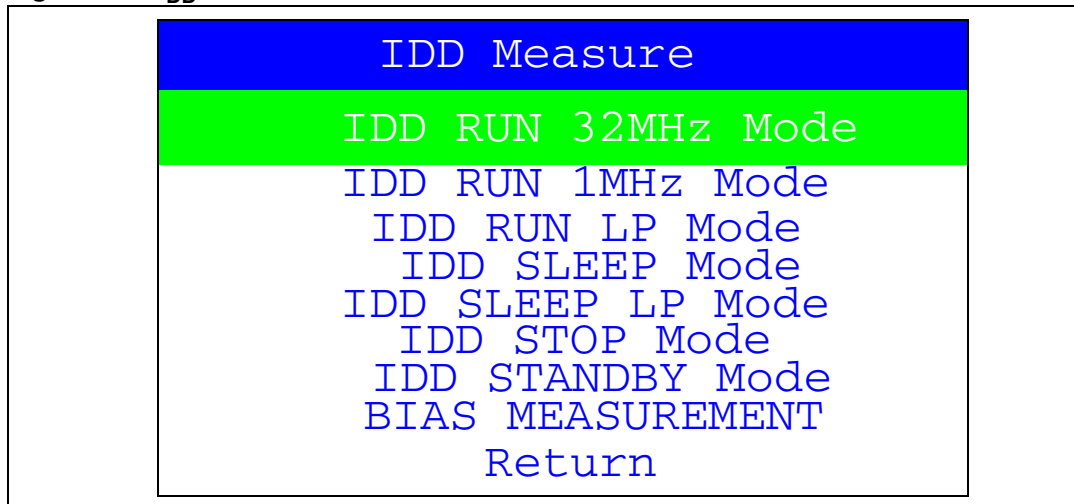 IDD Measure
IDD RUN 32MHz Mode
IDD RUN 1MHz Mode
IDD RUN LP Mode
IDD SLEEP Mode
IDD SLEEP LP Mode
IDD STOP Mode
IDD STANDBY Mode
BIAS MEASUREMENT
Return